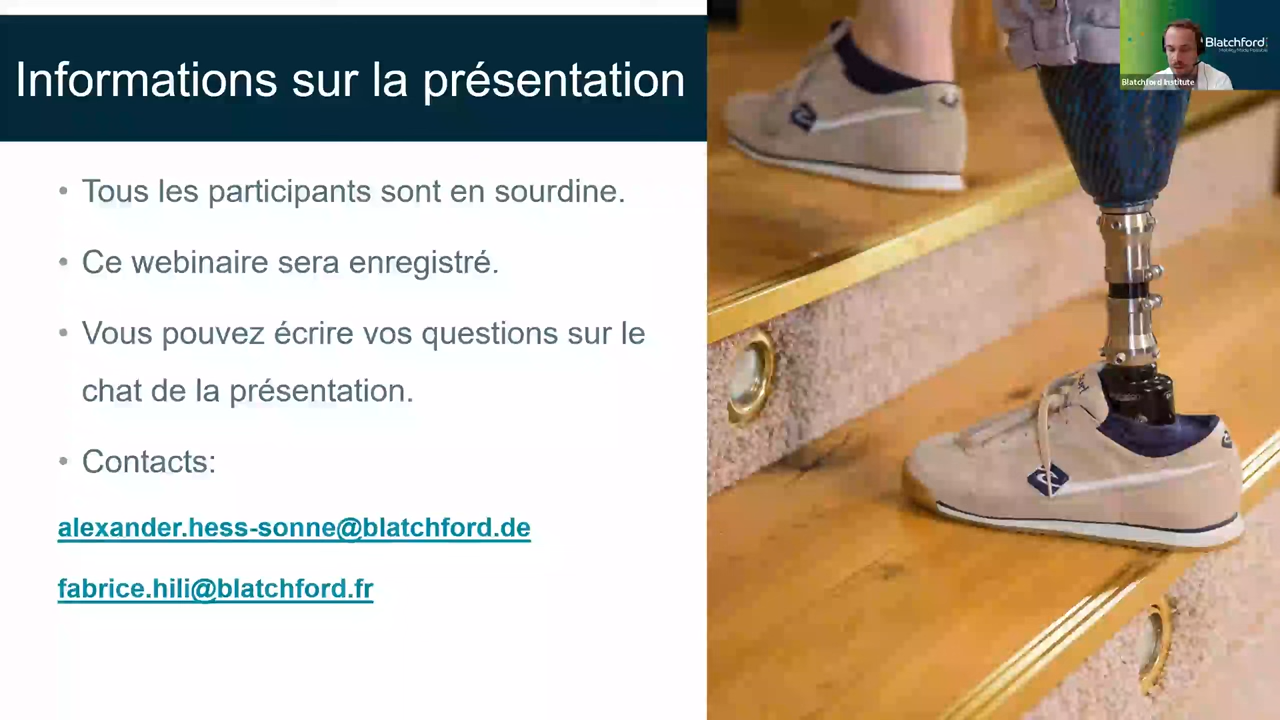 Informations sur la présentation
• Tous les participants sont en sourdine.
• Ce webinaire sera enregistré.
• Vous pouvez écrire vos questions sur le
chat de la présentation.
• Contacts:
alexander.hess-sonne@blatchford.de
fabrice.hili@blatchford.fr
Blatchford
Blatchford Institute